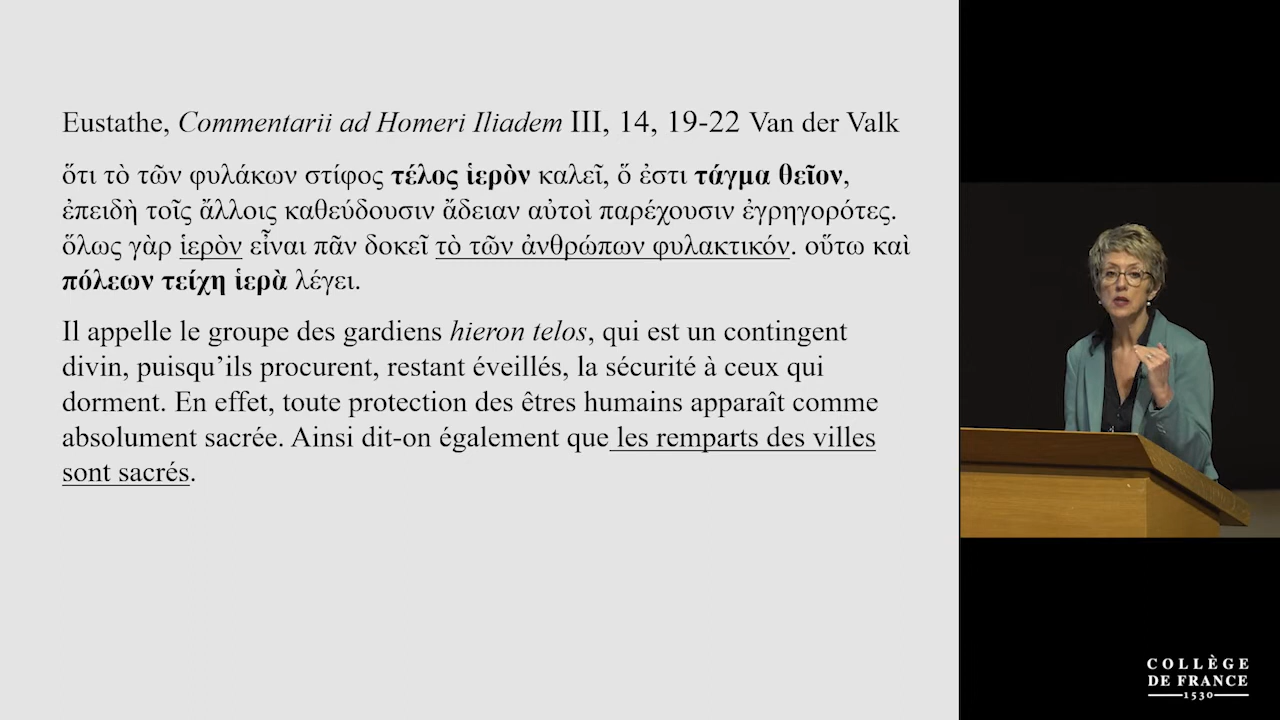 Eustathe, Commentarii ad Homeri Iliadem III, 14, 19-22 Van der Valk
ὅτι τὸ τῶν φυλάκων στίφος τέλος ἱερὸν καλεῖ, ὅ ἐστι τάγμα θεῖον,
ἐπειδὴ τοῖς ἄλλοις καθεύδουσιν ἄδειαν αὐτοὶ παρέχουσιν ἐγρηγορότες.
ὅλως γὰρ ἱερὸν εἶναι πᾶν δοκεῖ τὸ τῶν ἀνθρώπων φυλακτικόν. οὕτω καὶ
πόλεων τείχη ἱερὰ λέγει.
Il appelle le groupe des gardiens hieron telos, qui est un contingent
divin, puisqu’ils procurent, restant éveillés, la sécurité à ceux qui
dorment. En effet, toute protection des êtres humains apparaît comme
absolument sacrée. Ainsi dit-on également que les remparts des villes
sont sacrés.
COLLÈGE
DE FRANCE
1530